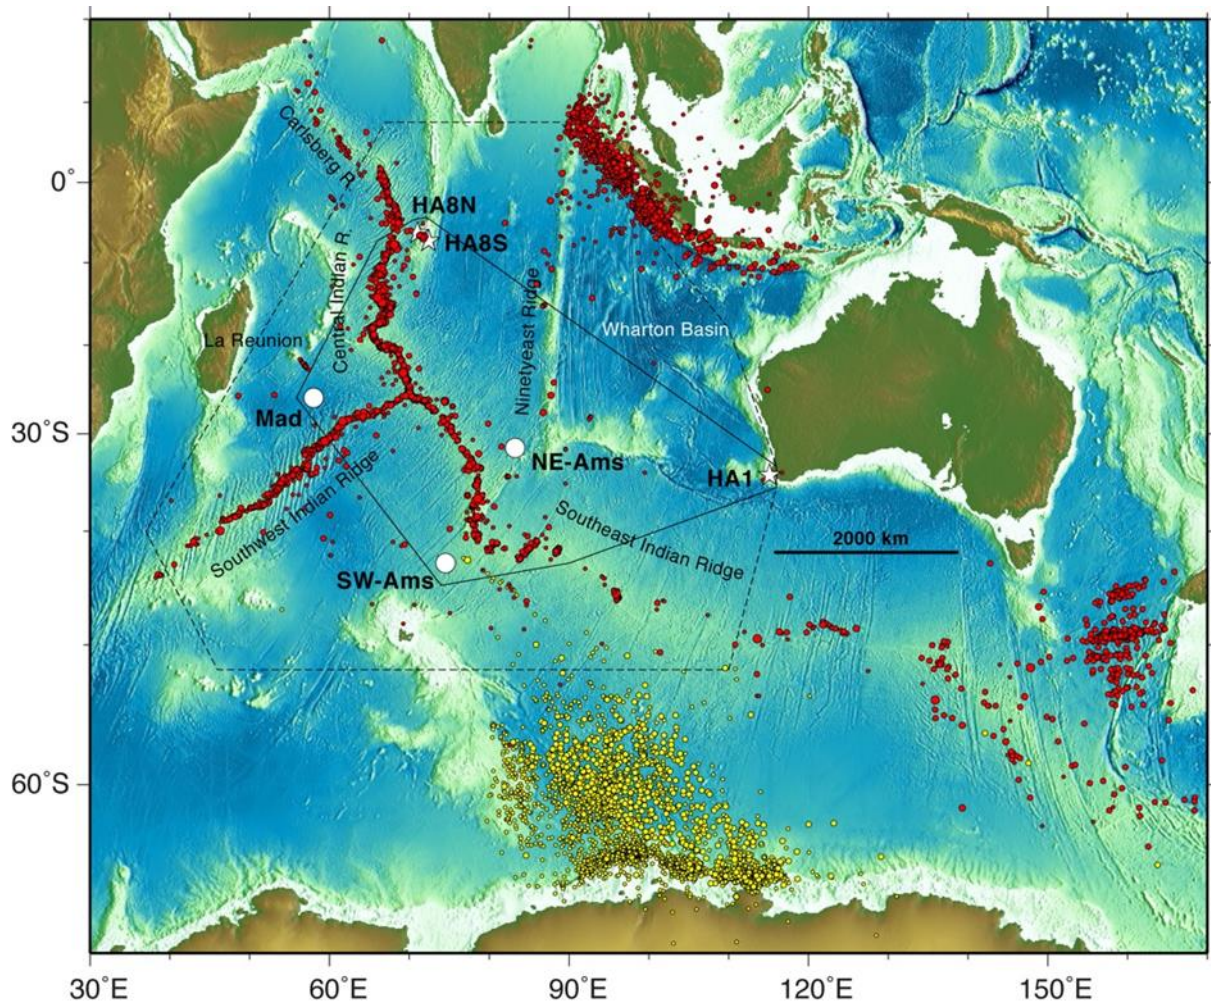 Carlsberg R.
0°
HA8N
HA8S
Central Indian R.
Ninetyeast Ridge
La Reunion
Wharton Basin
Mad
30°S
NE-Ams
HA1
Southwest Indian Ridge
Southeast Indian Ridge
2000 km
SW-Ams
60°S
30°E
60°E
90°E
120°E
150°E